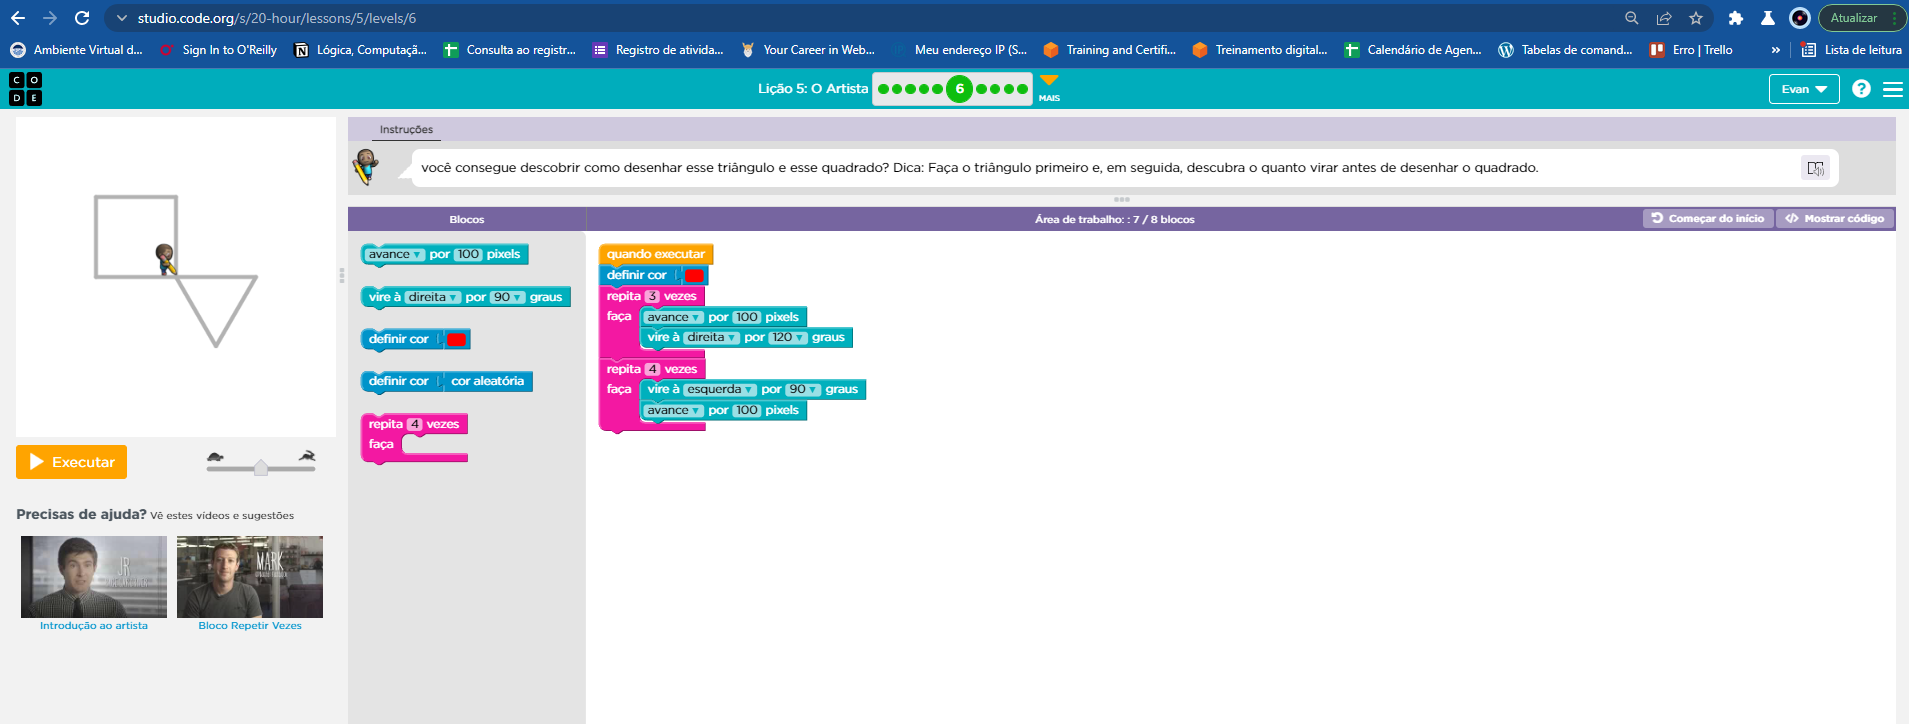 studio.code.org/s/20-hour/lessons/5/levels/6
Atualizar
Ambiente Virtual d...
Sign In to O'Reilly
Lógica, Computaçã...
Consulta ao registr...
Registro de ativida...
Your Career in Web...
Meu endereço IP (S...
Training and Certifi...
Treinamento digital...
Calendário de Agen...
Tabelas de comand...
Erro | Trello
»
Lista de leitura
C O
D E
Lição 5: O Artista
6
MAIS
Evan
?
Instruções
você consegue descobrir como desenhar esse triângulo e esse quadrado? Dica: Faça o triângulo primeiro e, em seguida, descubra o quanto virar antes de desenhar o quadrado.
Blocos
Área de trabalho: : 7 / 8 blocos
Começar do início
Mostrar código
avance por 100 pixels
vire à direita por 90 graus
definir cor
definir cor cor aleatória
repita 4 vezes
faça
quando executar
definir cor
repita 3 vezes
faça avance por 100 pixels
vire à direita por 120 graus
repita 4 vezes
faça vire à esquerda por 90 graus
avance por 100 pixels
Executar
Precisas de ajuda? Vê estes vídeos e sugestões
JR
MARK
Introdução ao artista
Bloco Repetir Vezes